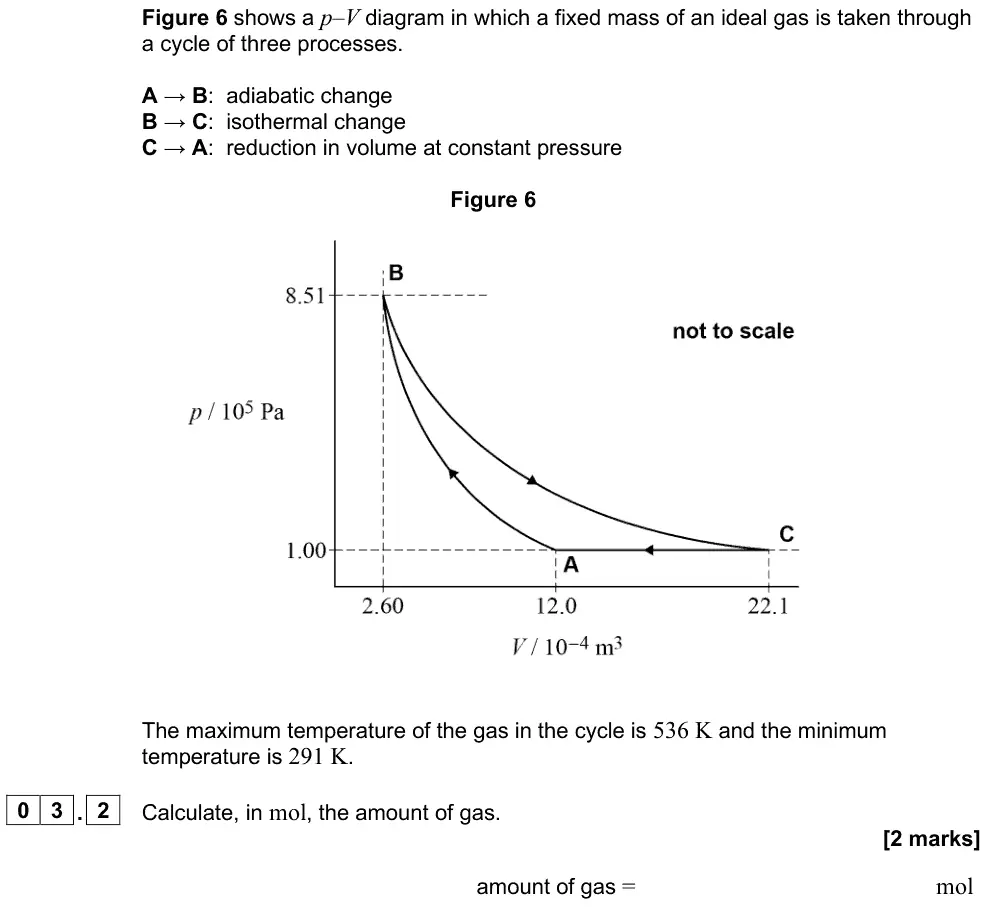 Figure 6 shows a p–V diagram in which a fixed mass of an ideal gas is taken through
a cycle of three processes.
A → B: adiabatic change
B → C: isothermal change
C → A: reduction in volume at constant pressure
Figure 6
B
8.51
not to scale
p / 10⁵ Pa
C
1.00
A
2.60 12.0 22.1
V / 10⁻⁴ m³
The maximum temperature of the gas in the cycle is 536 K and the minimum
temperature is 291 K.
0 3 . 2 Calculate, in mol, the amount of gas.
[2 marks]
amount of gas = mol